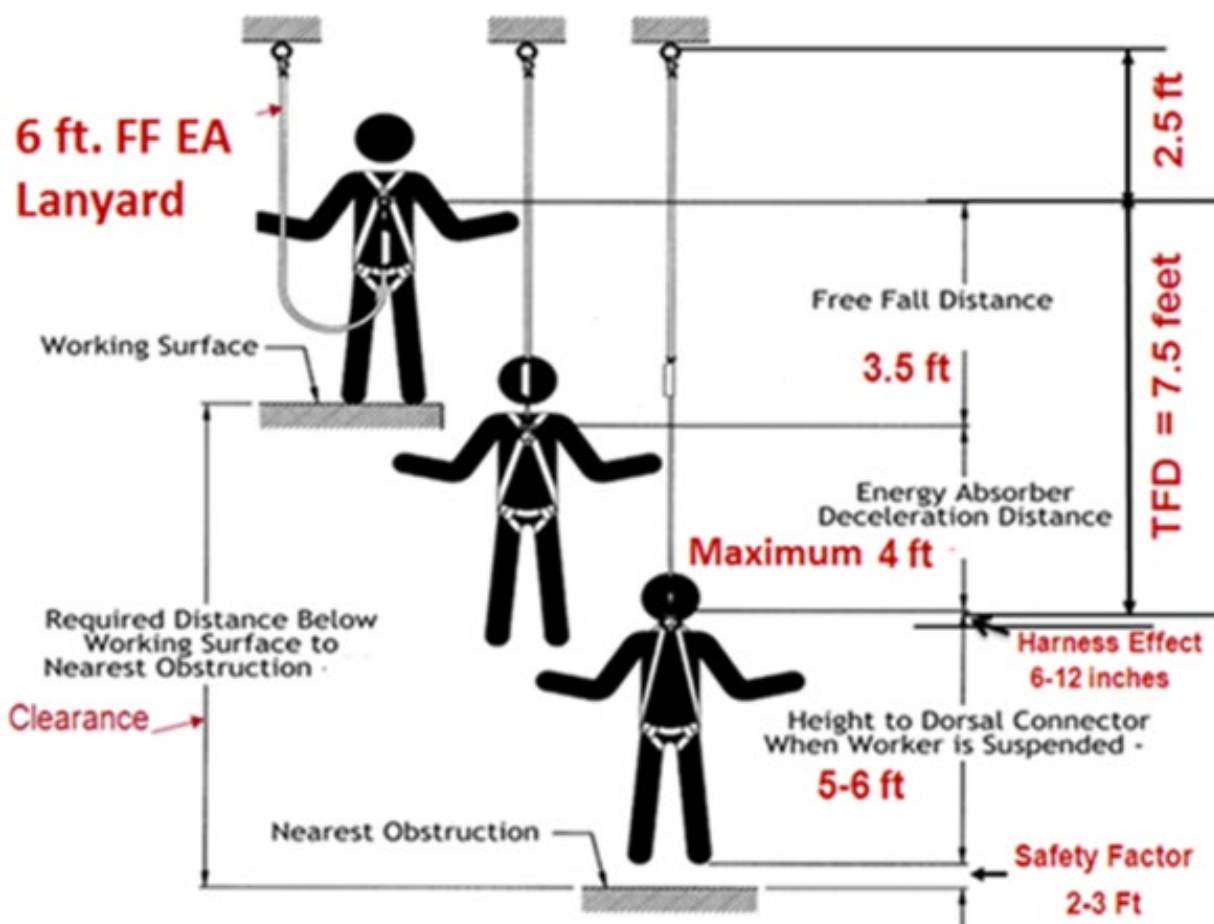 6 ft. FF EA
Lanyard
2.5 ft
Free Fall Distance
3.5 ft
TFD = 7.5 feet
Working Surface
Energy Absorber
Deceleration Distance
Maximum 4 ft
Required Distance Below
Working Surface to
Nearest Obstruction -
Clearance
Harness Effect
6-12 inches
Height to Dorsal Connector
When Worker is Suspended -
5-6 ft
Nearest Obstruction
Safety Factor
2-3 Ft